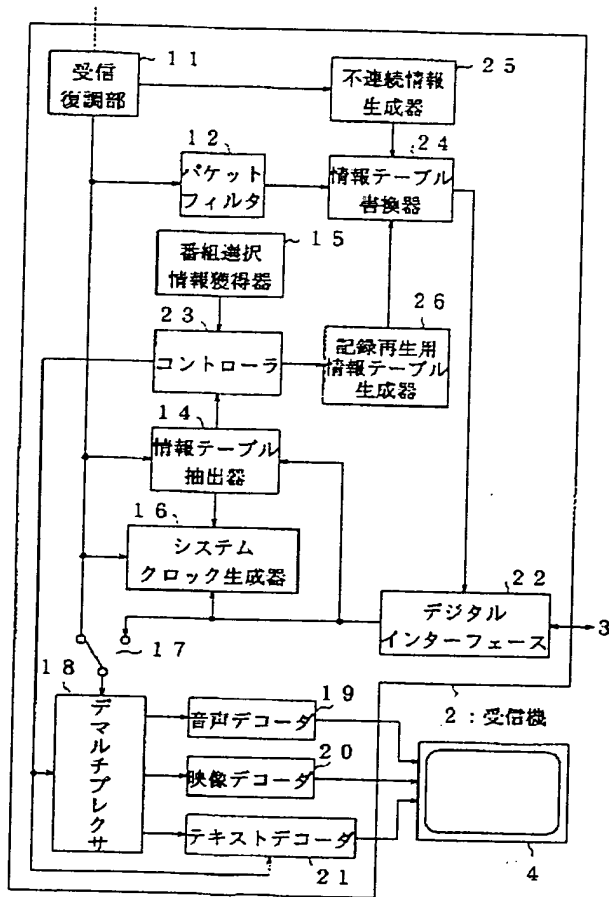 受信
復調部
11
不連続情報
生成器
25
12
パケット
フィルタ
24
情報テーブル
書換器
15
番組選択
情報獲得器
23
コントローラ
26
記録再生用
情報テーブル
生成器
14
情報テーブル
抽出器
16
システム
クロック生成器
22
デジタル
インターフェース
3
17
18
デマルチプレクサ
19
音声デコーダ
2:受信機
20
映像デコーダ
テキストデコーダ
21
4